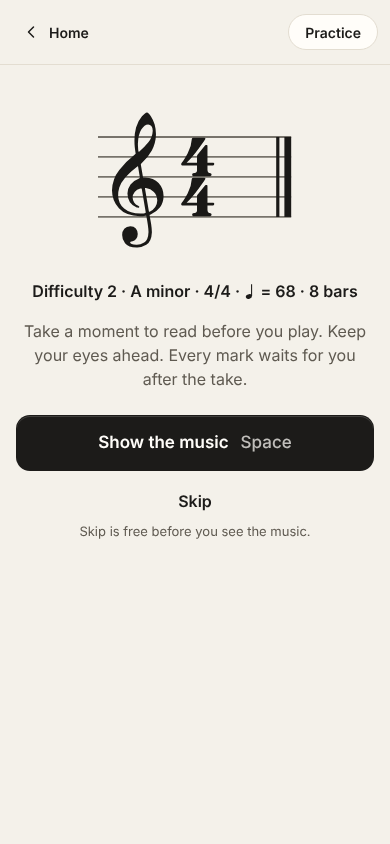 Home
Practice
4
4
Difficulty 2 · A minor · 4/4 · ♩ = 68 · 8 bars
Take a moment to read before you play. Keep
your eyes ahead. Every mark waits for you
after the take.
Show the music Space
Skip
Skip is free before you see the music.